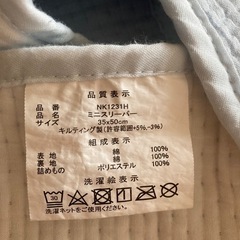 品質表示
品番 NK1231H
品名 ミニスリーパー
サイズ 35x50cm
キルティング製(許容範囲+5%,-3%)
組成表示
表地 綿 100%
裏地 綿 100%
詰めもの ポリエステル 100%
洗濯絵表示
30
洗濯ネットをご使用ください。